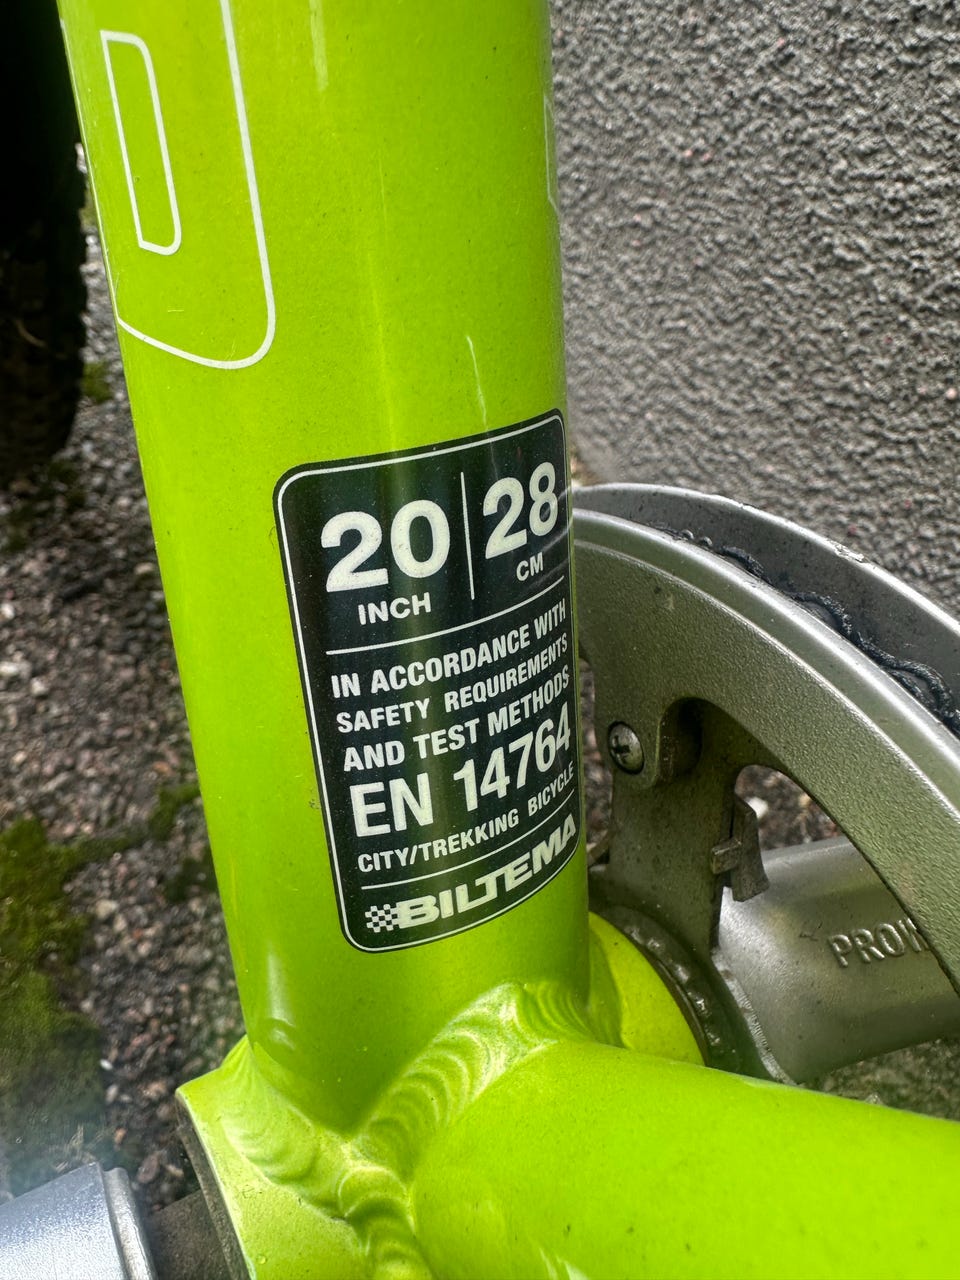 20 | 28
INCH CM
IN ACCORDANCE WITH
SAFETY REQUIREMENTS
AND TEST METHODS
EN 14764
CITY/TREKKING BICYCLE
BILTEMA